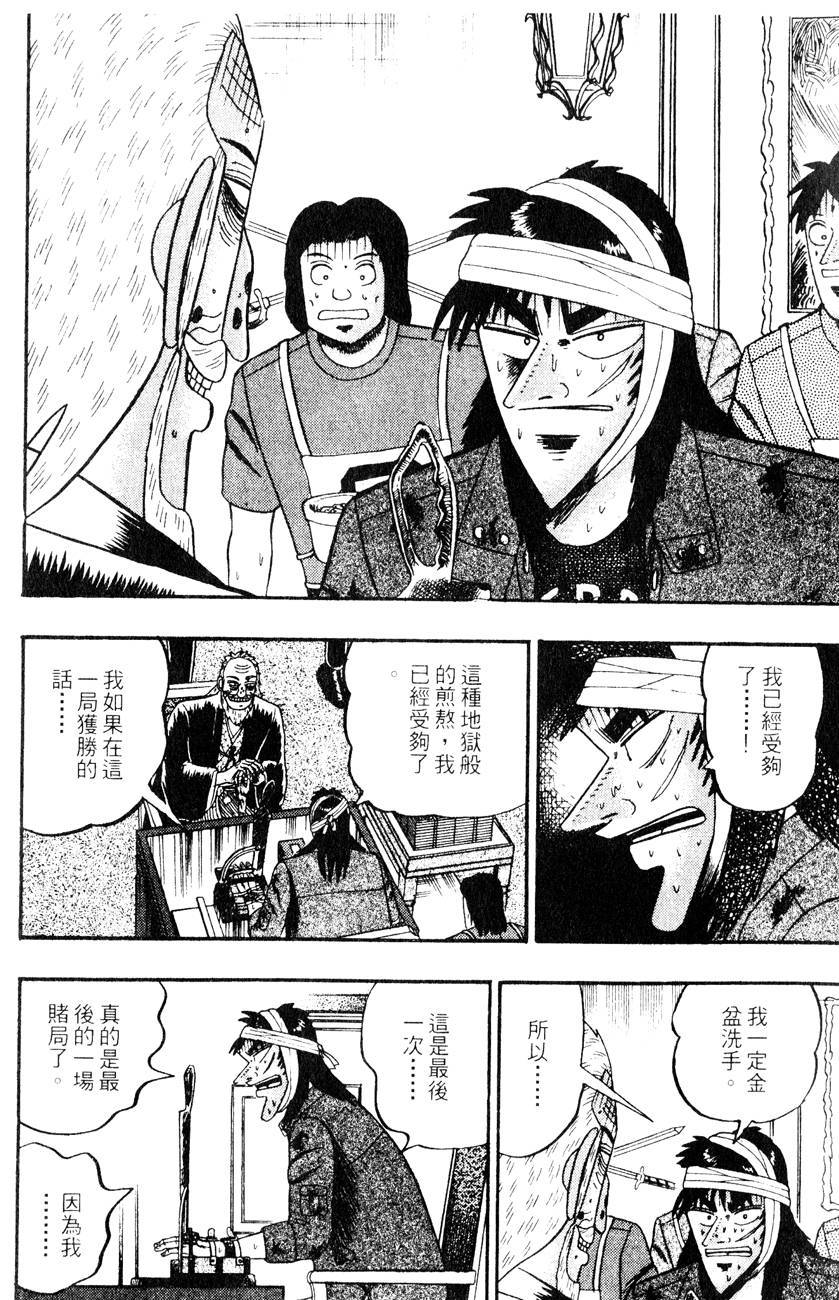 我已經受夠
了……！
這種地獄般
的煎熬，我
已經受夠了
。
我如果在這
一局獲勝的
話……
我一定金
盆洗手。
所以……
這是最後
一次……
真的是最
後的一場
賭局了。
因為我
……